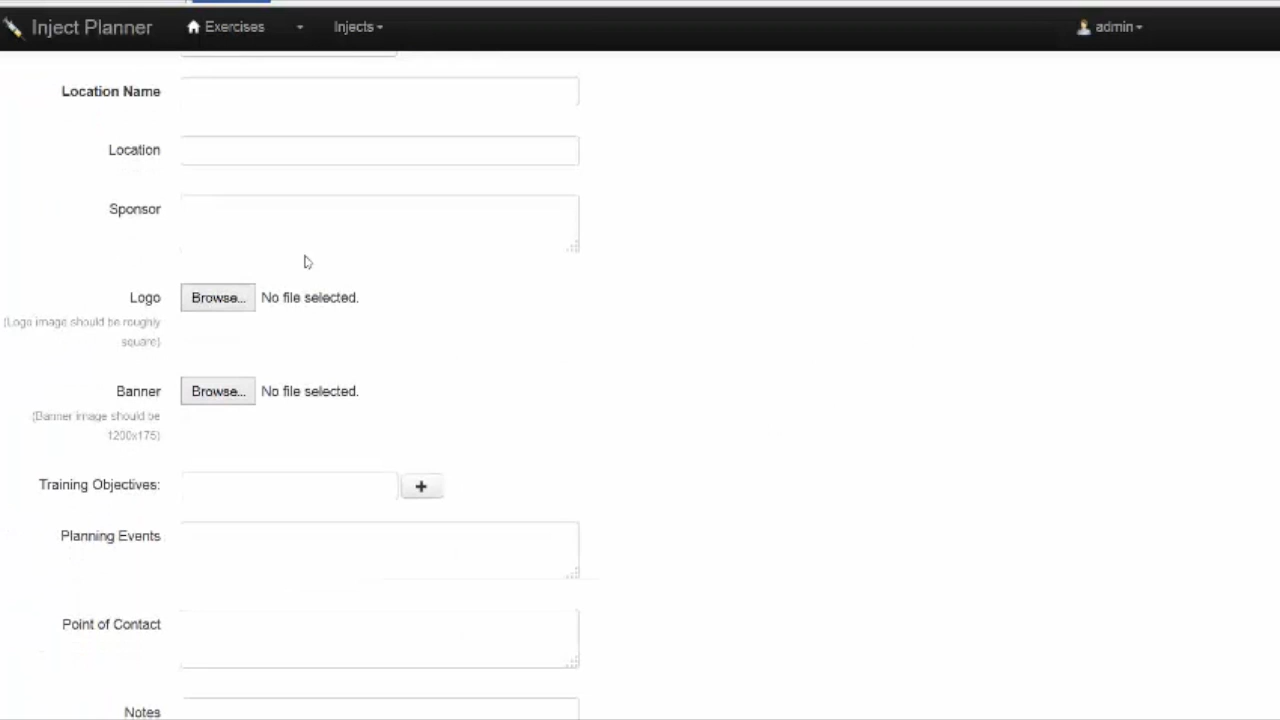 Inject Planner Exercises Injects admin
Location Name
Location
Sponsor
Logo Browse... No file selected.
(Logo image should be roughly
square)
Banner Browse... No file selected.
(Banner image should be
1200x175)
Training Objectives: +
Planning Events
Point of Contact
Notes